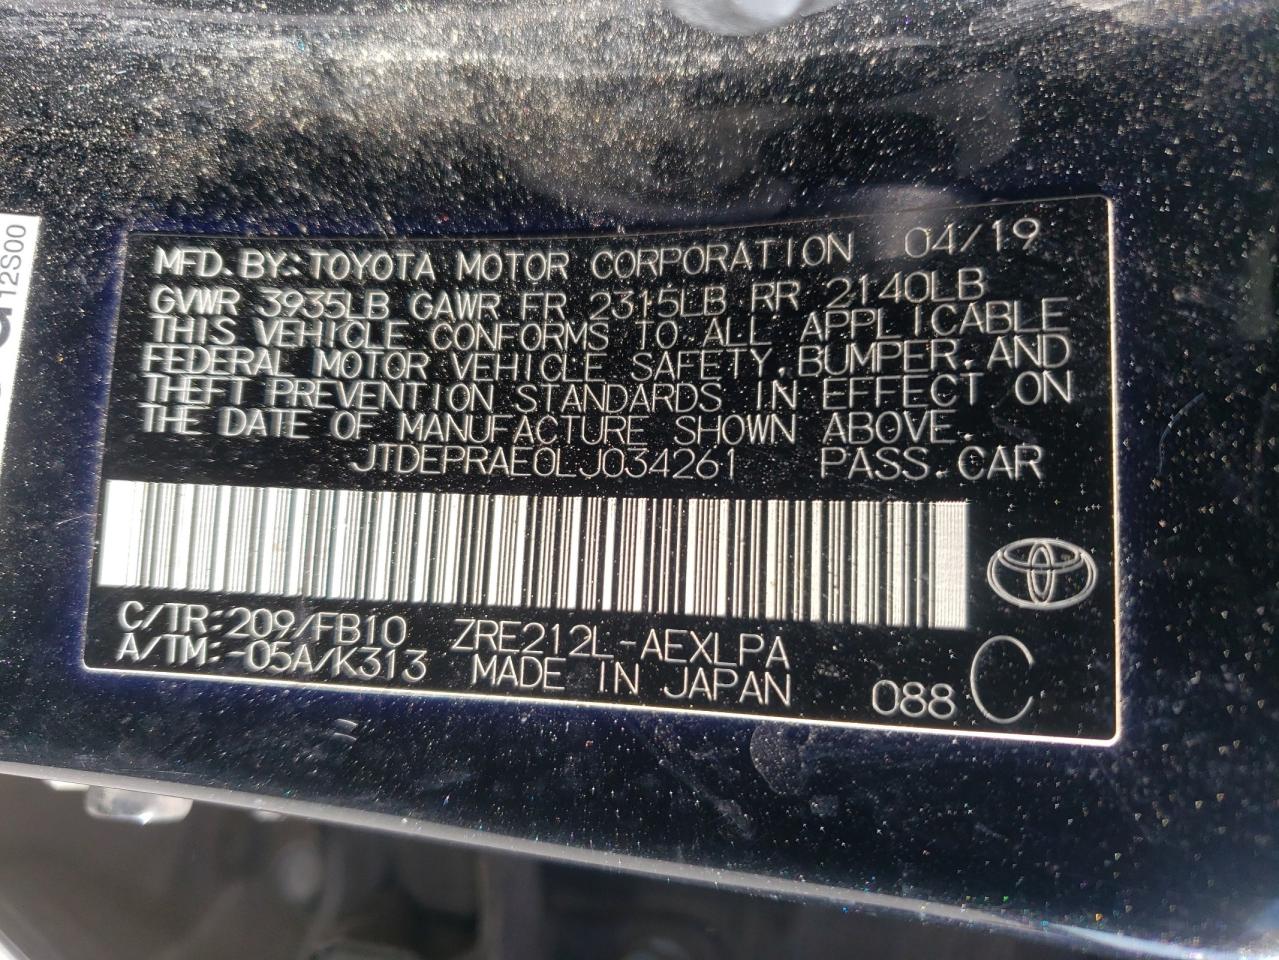 MFD. BY: TOYOTA MOTOR CORPORATION 04/19
GVWR 3935LB GAWR FR 2315LB RR 2140LB
THIS VEHICLE CONFORMS TO ALL APPLICABLE
FEDERAL MOTOR VEHICLE SAFETY, BUMPER, AND
THEFT PREVENTION STANDARDS IN EFFECT ON
THE DATE OF MANUFACTURE SHOWN ABOVE.
JTDEPRAE0LJ034261 PASS. CAR
C/TR: 209/FB10 ZRE212L-AEXLPA
A/TM: -05A/K313 MADE IN JAPAN 088 C